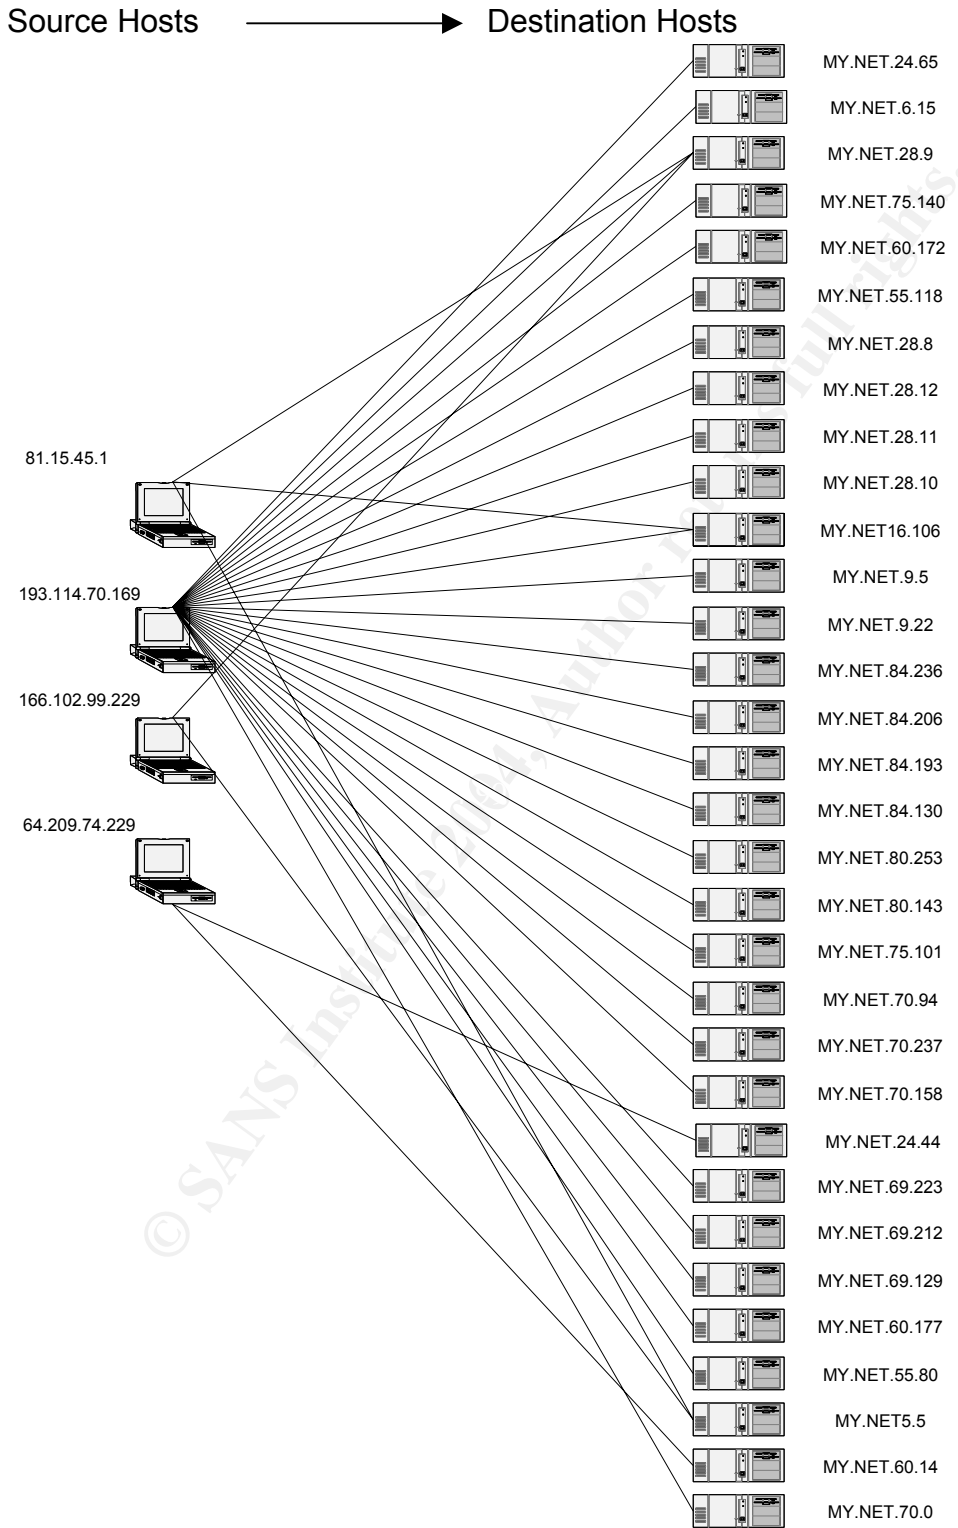 Source Hosts
Destination Hosts
MY.NET.24.65
MY.NET.6.15
MY.NET.28.9
MY.NET.75.140
MY.NET.60.172
MY.NET.55.118
MY.NET.28.8
MY.NET.28.12
MY.NET.28.11
81.15.45.1
MY.NET.28.10
MY.NET16.106
MY.NET.9.5
193.114.70.169
MY.NET.9.22
MY.NET.84.236
166.102.99.229
MY.NET.84.206
MY.NET.84.193
MY.NET.84.130
64.209.74.229
MY.NET.80.253
MY.NET.80.143
MY.NET.75.101
MY.NET.70.94
MY.NET.70.237
MY.NET.70.158
MY.NET.24.44
MY.NET.69.223
MY.NET.69.212
MY.NET.69.129
MY.NET.60.177
MY.NET.55.80
MY.NET5.5
MY.NET.60.14
MY.NET.70.0
© SANS Institute 2004, Author retains full rights.